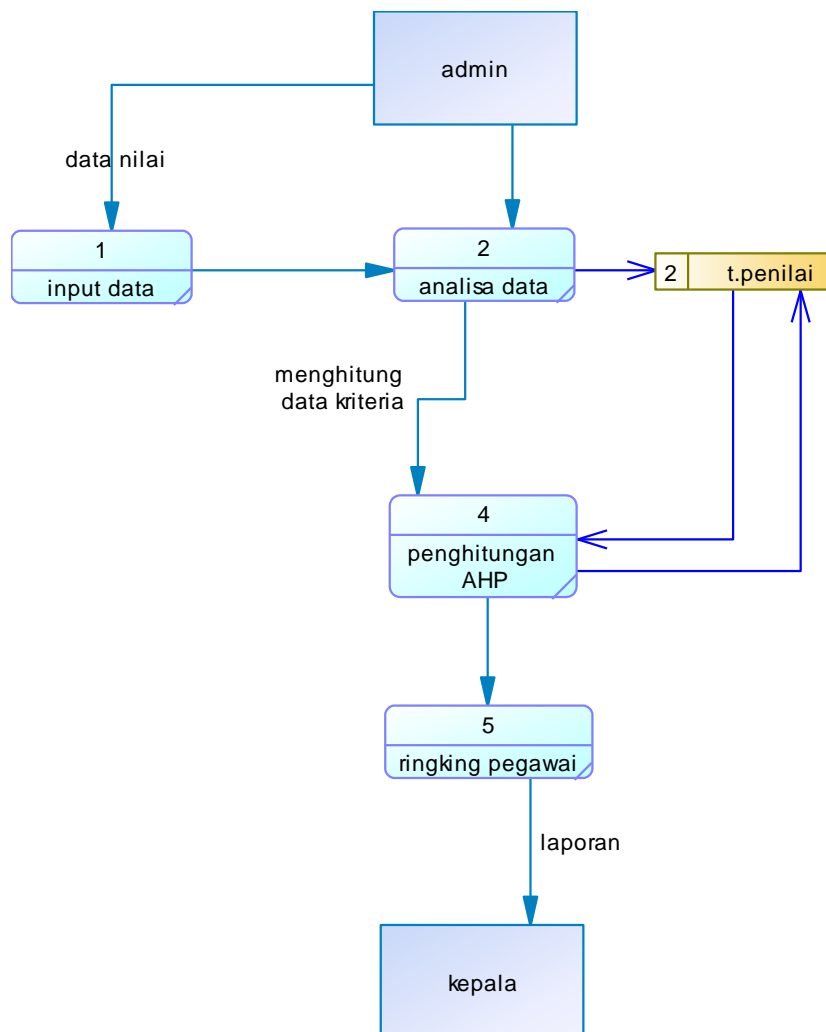 admin
data nilai
1
input data
2
analisa data
2
t.penilai
menghitung
data kriteria
4
penghitungan
AHP
5
ringking pegawai
laporan
kepala